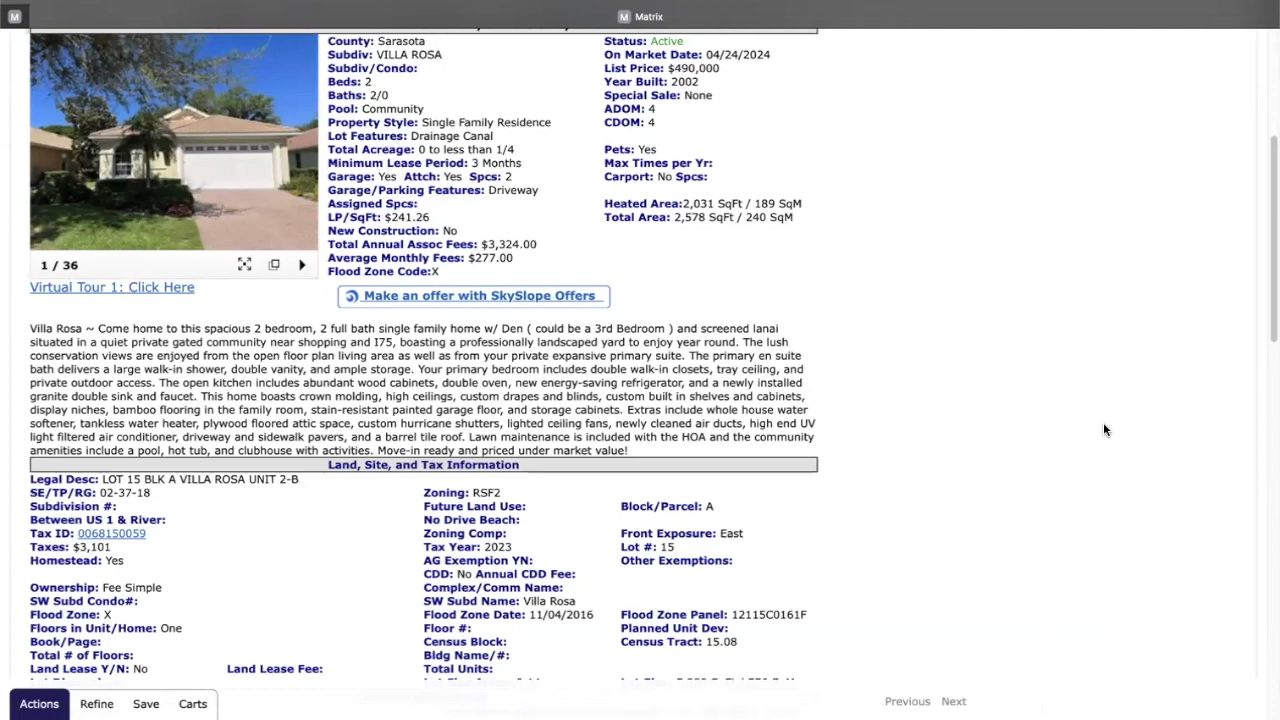 M
M Matrix
County: Sarasota
Status: Active
Subdiv: VILLA ROSA
On Market Date: 04/24/2024
Subdiv/Condo:
List Price: $490,000
Beds: 2
Year Built: 2002
Baths: 2/0
Special Sale: None
Pool: Community
ADOM: 4
Property Style: Single Family Residence
CDOM: 4
Lot Features: Drainage Canal
Total Acreage: 0 to less than 1/4
Pets: Yes
Minimum Lease Period: 3 Months
Max Times per Yr:
Garage: Yes Attch: Yes Spcs: 2
Carport: No Spcs:
Garage/Parking Features: Driveway
Assigned Spcs:
Heated Area:2,031 SqFt / 189 SqM
LP/SqFt: $241.26
Total Area: 2,578 SqFt / 240 SqM
New Construction: No
Total Annual Assoc Fees: $3,324.00
Average Monthly Fees: $277.00
Flood Zone Code:X
1 / 36
Virtual Tour 1: Click Here
Make an offer with SkySlope Offers
Villa Rosa ~ Come home to this spacious 2 bedroom, 2 full bath single family home w/ Den ( could be a 3rd Bedroom ) and screened lanai
situated in a quiet private gated community near shopping and I75, boasting a professionally landscaped yard to enjoy year round. The lush
conservation views are enjoyed from the open floor plan living area as well as from your private expansive primary suite. The primary en suite
bath delivers a large walk-in shower, double vanity, and ample storage. Your primary bedroom includes double walk-in closets, tray ceiling, and
private outdoor access. The open kitchen includes abundant wood cabinets, double oven, new energy-saving refrigerator, and a newly installed
granite double sink and faucet. This home boasts crown molding, high ceilings, custom drapes and blinds, custom built in shelves and cabinets,
display niches, bamboo flooring in the family room, stain-resistant painted garage floor, and storage cabinets. Extras include whole house water
softener, tankless water heater, plywood floored attic space, custom hurricane shutters, lighted ceiling fans, newly cleaned air ducts, high end UV
light filtered air conditioner, driveway and sidewalk pavers, and a barrel tile roof. Lawn maintenance is included with the HOA and the community
amenities include a pool, hot tub, and clubhouse with activities. Move-in ready and priced under market value!
Land, Site, and Tax Information
Legal Desc: LOT 15 BLK A VILLA ROSA UNIT 2-B
SE/TP/RG: 02-37-18
Zoning: RSF2
Subdivision #:
Future Land Use:
Block/Parcel: A
Between US 1 & River:
No Drive Beach:
Tax ID: 0068150059
Zoning Comp:
Front Exposure: East
Taxes: $3,101
Tax Year: 2023
Lot #: 15
Homestead: Yes
AG Exemption YN:
Other Exemptions:
CDD: No Annual CDD Fee:
Ownership: Fee Simple
Complex/Comm Name:
SW Subd Condo#:
SW Subd Name: Villa Rosa
Flood Zone: X
Flood Zone Date: 11/04/2016
Flood Zone Panel: 12115C0161F
Floors in Unit/Home: One
Floor #:
Planned Unit Dev:
Book/Page:
Census Block:
Census Tract: 15.08
Total # of Floors:
Bldg Name/#:
Land Lease Y/N: No
Land Lease Fee:
Total Units:
Actions
Refine
Save
Carts
Previous
Next